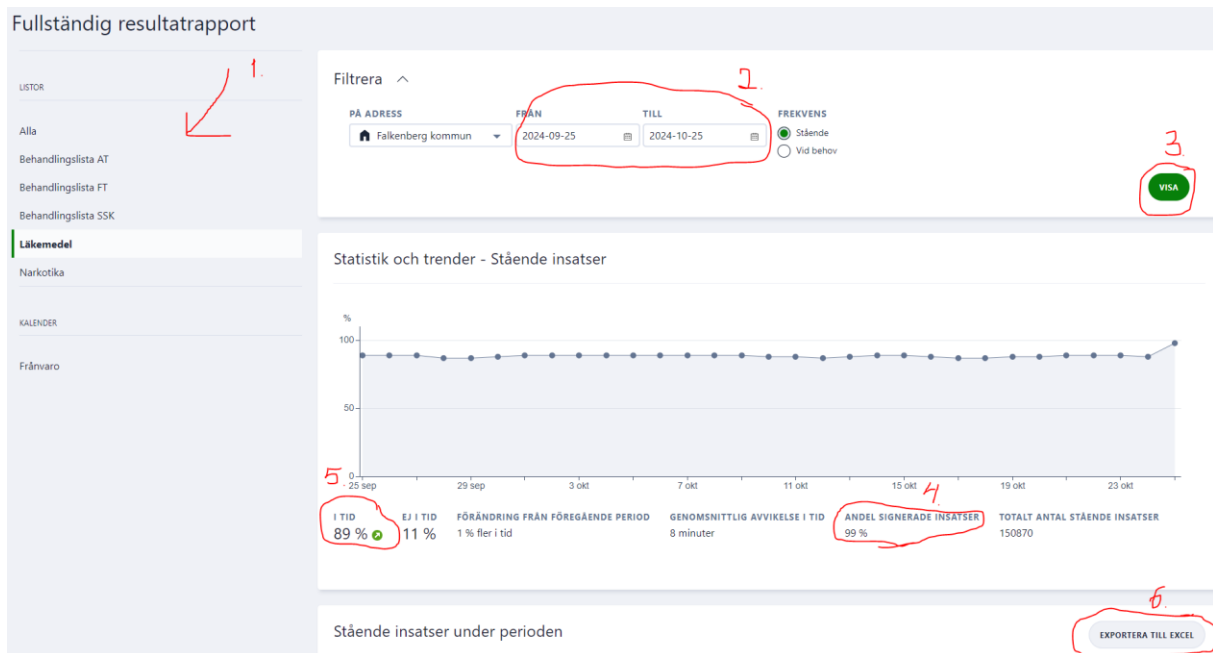 Fullständig resultatrapport
1.
LISTOR
Alla
Behandlingslista AT
Behandlingslista FT
Behandlingslista SSK
Läkemedel
Narkotika
KALENDER
Frånvaro
Filtrera
2.
PÅ ADRESS FRÅN TILL FREKVENS
Falkenberg kommun 2024-09-25 2024-10-25 Stående
Vid behov
3.
VISA
Statistik och trender - Stående insatser
%
100
50
0
5
- 25 sep 29 sep 3 okt 7 okt 11 okt 15 okt 19 okt 23 okt
4.
I TID EJ I TID FÖRÄNDRING FRÅN FÖREGÅENDE PERIOD GENOMSNITTLIG AVVIKELSE I TID ANDEL SIGNERADE INSATSER TOTALT ANTAL STÅENDE INSATSER
89 % 11 % 1 % fler i tid 8 minuter 99 % 150870
6.
Stående insatser under perioden EXPORTERA TILL EXCEL